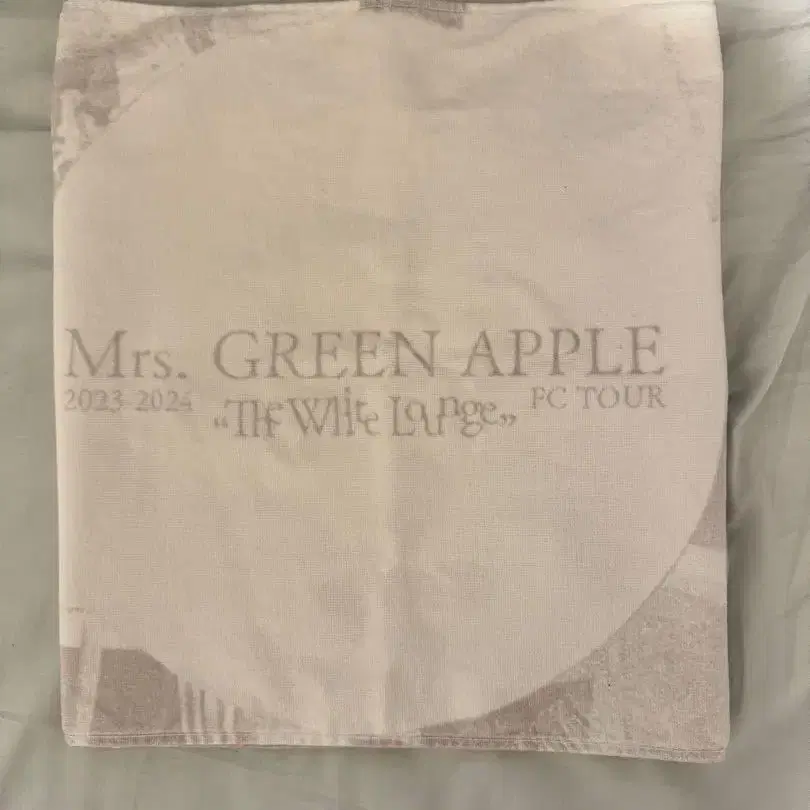 Mrs. GREEN APPLE
2023-2024 “The White Lounge” FC TOUR